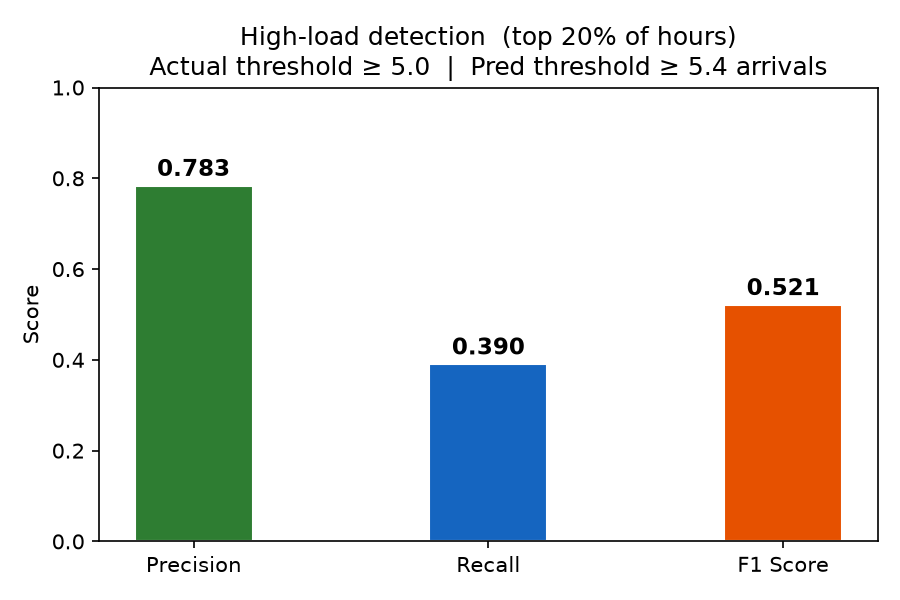 High-load detection  (top 20% of hours)
Actual threshold ≥ 5.0  |  Pred threshold ≥ 5.4 arrivals
1.0
0.8
0.6
0.4
0.2
0.0
Score
0.783
0.390
0.521
Precision
Recall
F1 Score